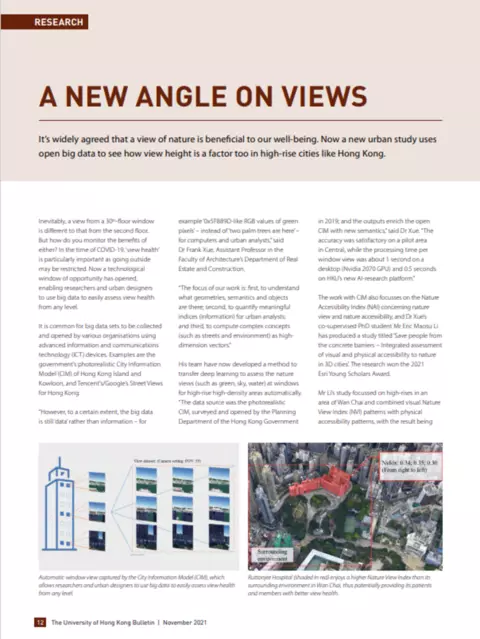 RESEARCH
A NEW ANGLE ON VIEWS
It's widely agreed that a view of nature is beneficial to our well-being. Now a new urban study uses
open big data to see how view height is a factor too in high-rise cities like Hong Kong.
Inevitably, a view from a 30th-floor window
is different to that from the second floor.
But how do you monitor the benefits of
either? In the time of COVID-19, 'view health'
is particularly important as going outside
may be restricted. Now a technological
window of opportunity has opened,
enabling researchers and urban designers
to use big data to easily assess view health
from any level.
It is common for big data sets to be collected
and opened by various organisations using
advanced information and communications
technology (ICT) devices. Examples are the
government's photorealistic City Information
Model (CIM) of Hong Kong Island and
Kowloon, and Tencent's/Google's Street Views
for Hong Kong.
"However, to a certain extent, the big data
is still data rather than information – for
example '0x5F8B9D-like RGB values of green
pixels' – instead of 'two palm trees are here' –
for computers and urban analysts," said
Dr Frank Xue, Assistant Professor in the
Faculty of Architecture's Department of Real
Estate and Construction.
"The focus of our work is: first, to understand
what geometries, semantics and objects
are there; second, to quantify meaningful
indices (information) for urban analysts;
and third, to compute complex concepts
(such as streets and environment) as high-
dimension vectors."
His team have now developed a method to
transfer deep learning to assess the nature
views (such as green, sky, water) at windows
for high-rise high-density areas automatically.
"The data source was the photorealistic
CIM, surveyed and opened by the Planning
Department of the Hong Kong Government
in 2019; and the outputs enrich the open
CIM with new semantics," said Dr Xue. "The
accuracy was satisfactory on a pilot area
in Central, while the processing time per
window view was about 1 second on a
desktop (Nvidia 2070 GPU) and 0.5 seconds
on HKU's new AI-research platform."
The work with CIM also focusses on the Nature
Accessibility Index (NAI) concerning nature
view and nature accessibility, and Dr Xue's
co-supervised PhD student Mr Eric Maosu Li
has produced a study titled 'Save people from
the concrete barriers – Integrated assessment
of visual and physical accessibility to nature
in 3D cities'. The research won the 2021
Esri Young Scholars Award.
Mr Li's study focussed on high-rises in an
area of Wan Chai and combined visual Nature
View Index (NVI) patterns with physical
accessibility patterns, with the result being
NaIvis: 0.34, 0.35, 0.30
(From right to left)
Surrounding
environment
Automatic window view captured by the City Information Model (CIM), which
allows researchers and urban designers to use big data to easily assess view health
from any level.
Ruttonjee Hospital (shaded in red) enjoys a higher Nature View Index than its
surrounding environment in Wan Chai, thus potentially providing its patients
and members with better view health.
12 The University of Hong Kong Bulletin | November 2021